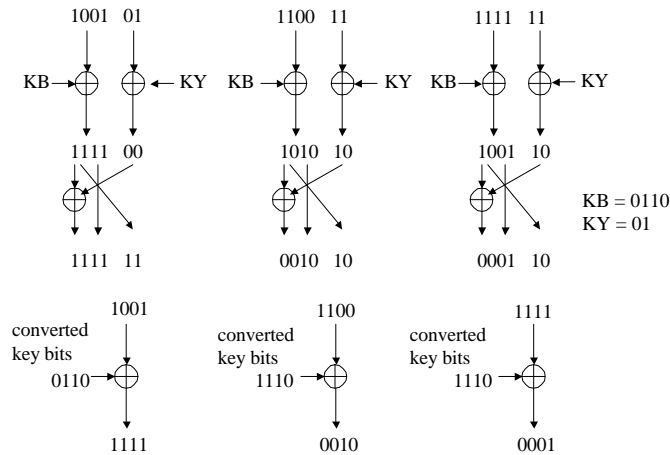 1001 01 1100 11 1111 11
KB KY KB KY KB KY
1111 00 1010 10 1001 10
KB = 0110
KY = 01
1111 11 0010 10 0001 10
1001 1100 1111
converted converted converted
key bits key bits key bits
0110 1110 1110
1111 0010 0001